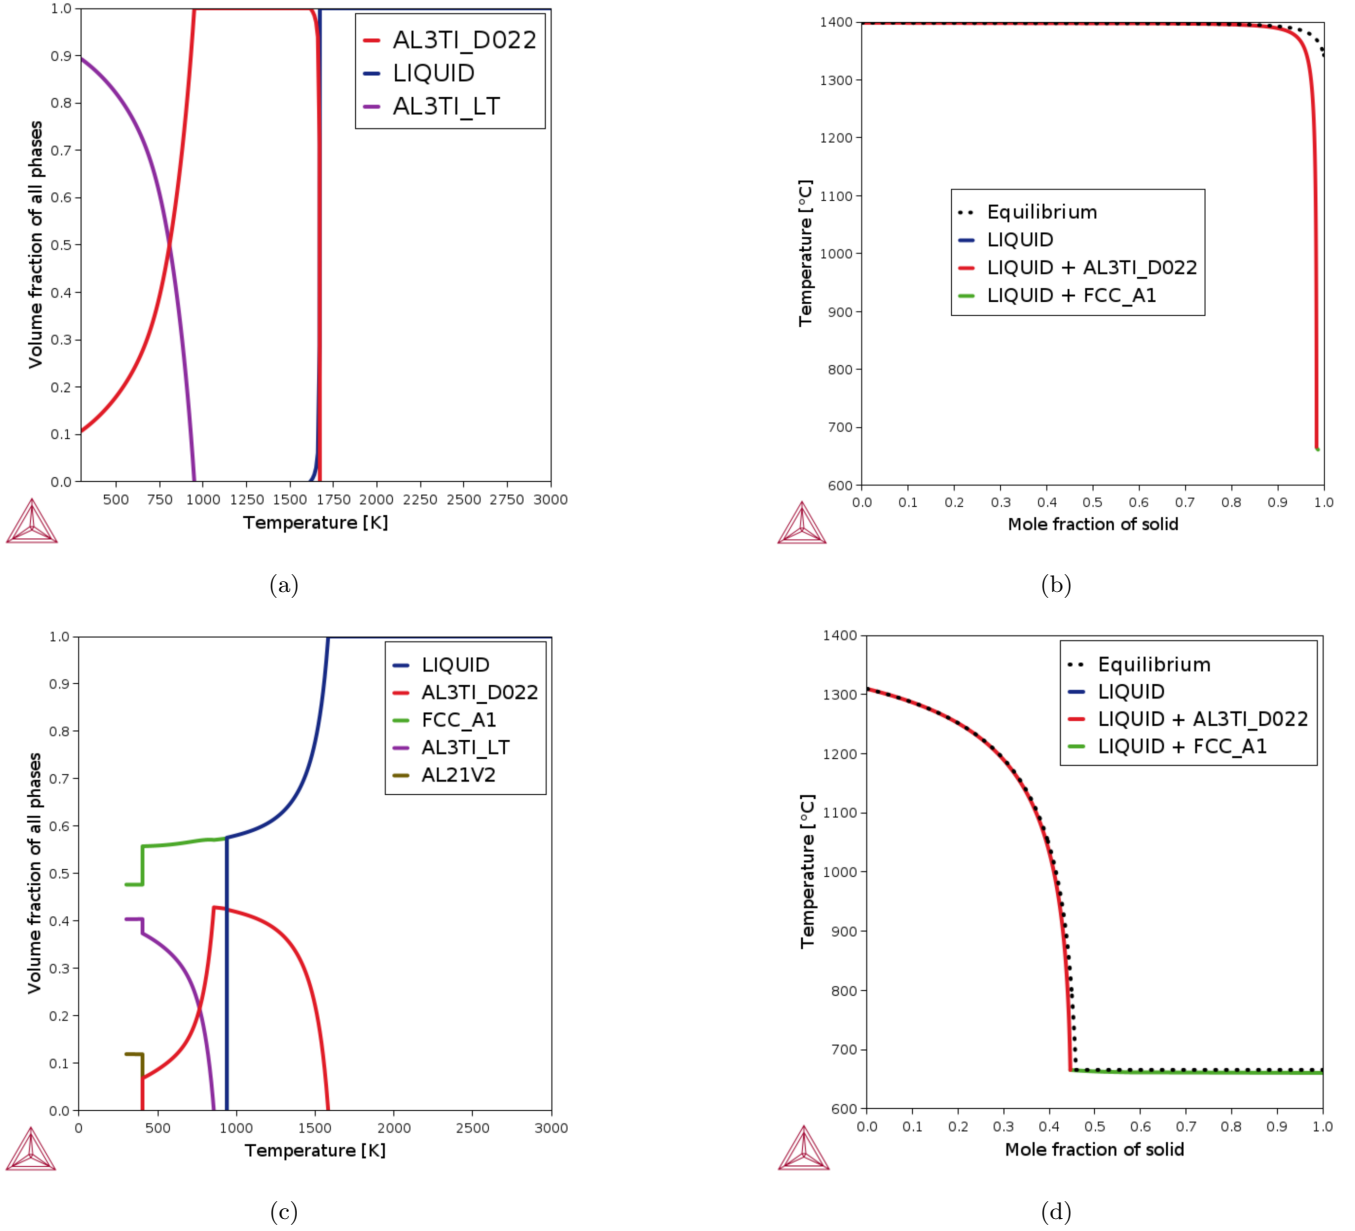 1.0
0.9
0.8
0.7
0.6
0.5
0.4
0.3
0.2
0.1
0.0
Volume fraction of all phases
500 750 1000 1250 1500 1750 2000 2250 2500 2750 3000
Temperature [K]
AL3TI_D022
LIQUID
AL3TI_LT
(a)
1400
1300
1200
1100
1000
900
800
700
600
Temperature [°C]
0.0 0.1 0.2 0.3 0.4 0.5 0.6 0.7 0.8 0.9 1.0
Mole fraction of solid
Equilibrium
LIQUID
LIQUID + AL3TI_D022
LIQUID + FCC_A1
(b)
1.0
0.9
0.8
0.7
0.6
0.5
0.4
0.3
0.2
0.1
0.0
Volume fraction of all phases
0 500 1000 1500 2000 2500 3000
Temperature [K]
LIQUID
AL3TI_D022
FCC_A1
AL3TI_LT
AL21V2
(c)
1400
1300
1200
1100
1000
900
800
700
600
Temperature [°C]
0.0 0.1 0.2 0.3 0.4 0.5 0.6 0.7 0.8 0.9 1.0
Mole fraction of solid
Equilibrium
LIQUID
LIQUID + AL3TI_D022
LIQUID + FCC_A1
(d)